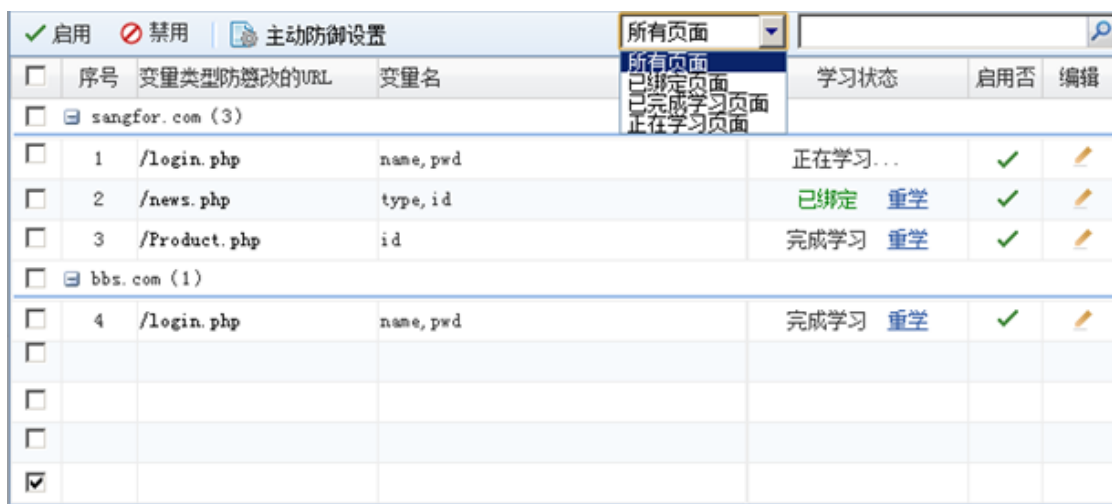 启用 禁用 主动防御设置 所有页面
所有页面
已绑定页面
已完成学习页面
正在学习页面
序号 变量类型防篡改的URL 变量名 学习状态 启用否 编辑
sangfor.com (3)
1 /login.php name,pwd 正在学习...
2 /news.php type,id 已绑定 重学
3 /Product.php id 完成学习 重学
bbs.com (1)
4 /login.php name,pwd 完成学习 重学